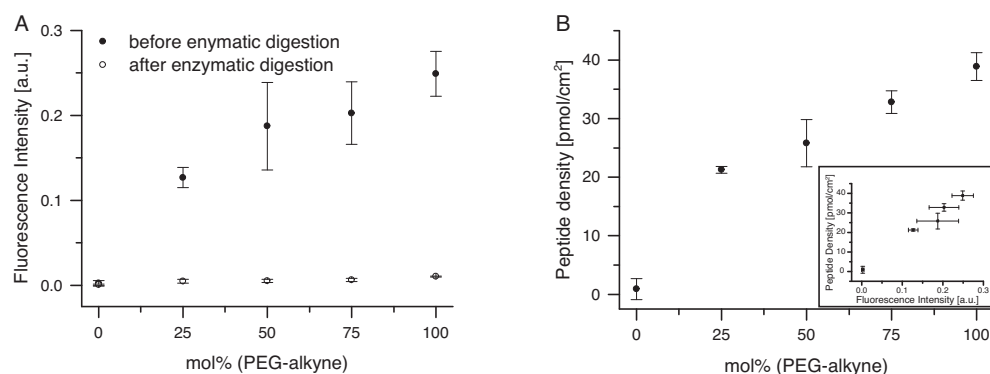 A
before enymatic digestion
after enzymatic digestion
Fluorescence Intensity [a.u.]
0.3
0.2
0.1
0.0
0 25 50 75 100
mol% (PEG-alkyne)
B
Peptide density [pmol/cm²]
40
30
20
10
0
0 25 50 75 100
mol% (PEG-alkyne)
Peptide Density [pmol/cm²]
50
40
30
20
10
0
0.0 0.1 0.2 0.3
Fluorescence Intensity [a.u.]